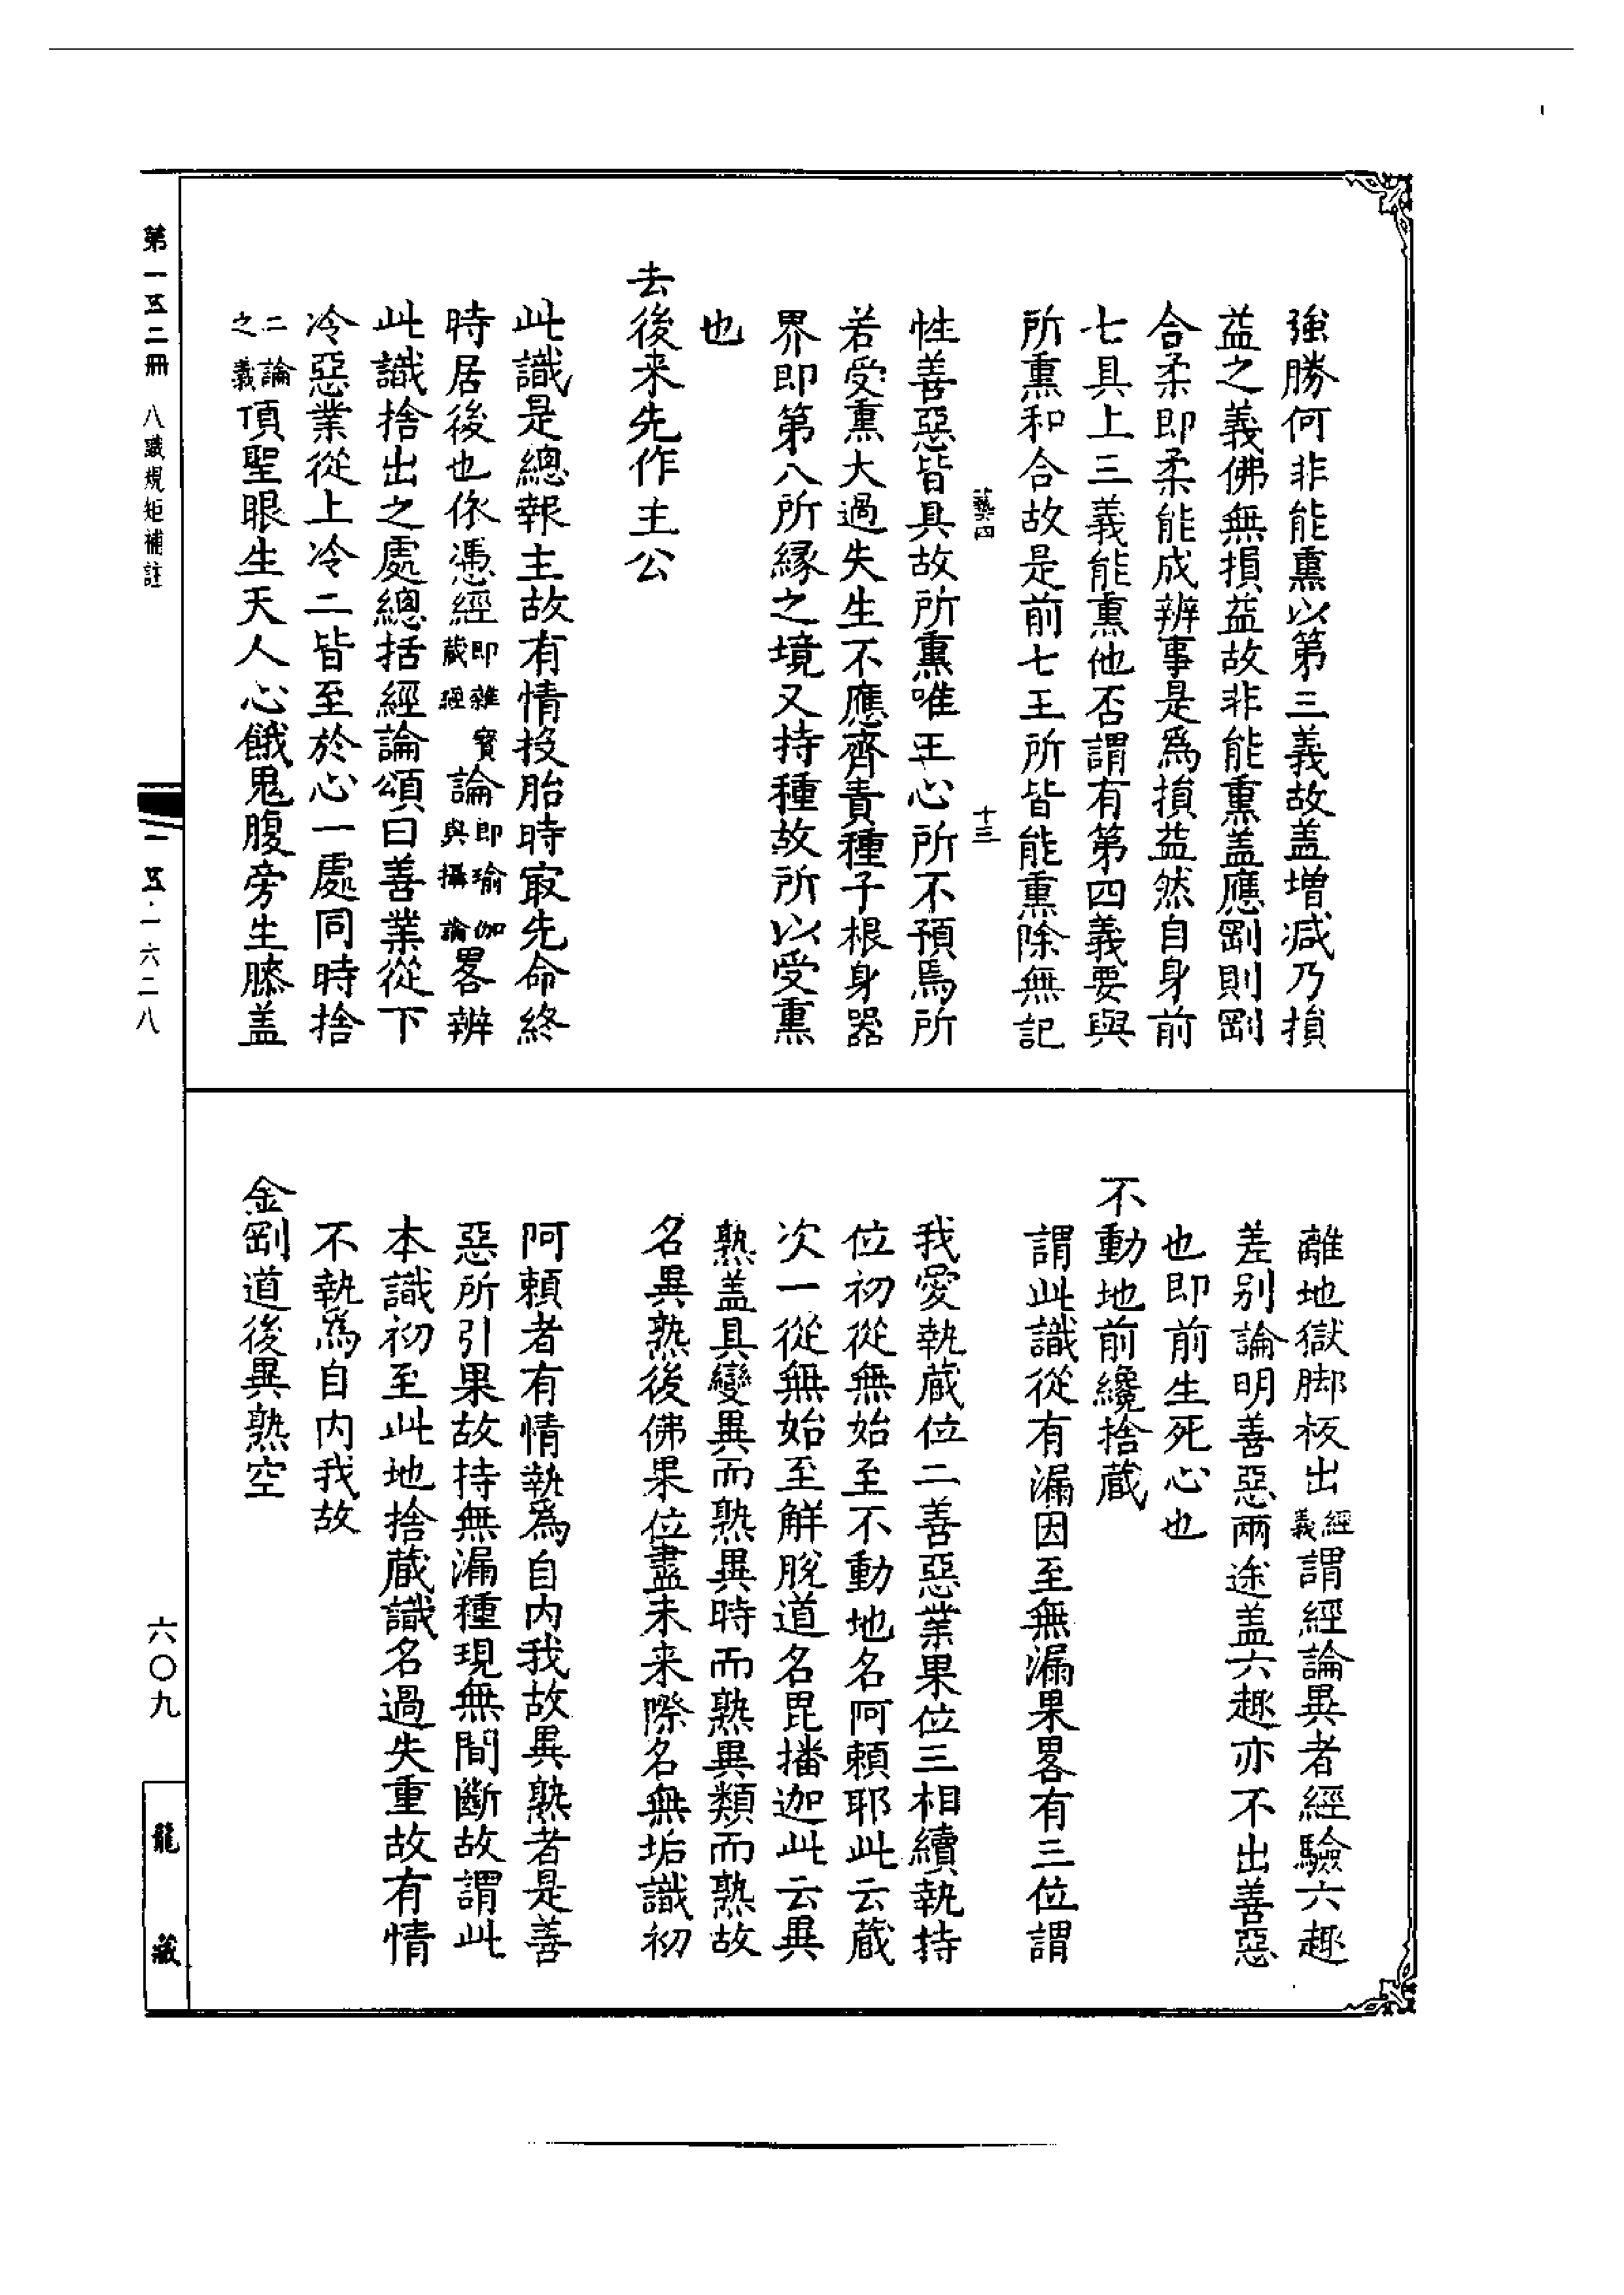 強勝何非能熏以第三義故盖增減乃損
益之義佛無損益故非能熏盖應剛則剛
合柔即柔能成辨事是為損益然自身前
七具上三義能熏他否謂有第四義要與
所熏和合故是前七王所皆能熏除無記
藝四 十三
性善惡皆具故所熏唯王心所不預焉所
若受熏大過失生不應齊責種子根身器
界即第八所緣之境又持種故所以受熏
也
去後来先作主公
此識是總報主故有情投胎時㝡先命終
時居後也依憑經即雜寶藏經論即瑜伽與攝論畧辨
此識捨出之處總括經論頌曰善業從下
冷惡業從上冷二皆至於心一處同時捨
二論之義頂聖眼生天人心餓鬼腹旁生膝盖
離地獄脚板出經義謂經論異者經驗六趣
差別論明善惡兩途盖六趣亦不出善惡
也即前生死心也
不動地前纔捨藏
謂此識從有漏因至無漏果畧有三位謂
我愛執藏位二善惡業果位三相續執持
位初從無始至不動地名阿頼耶此云藏
次一從無始至解脫道名毘播迦此云異
熟盖具變異而熟異時而熟異類而熟故
名異熟後佛果位盡未来際名無垢識初
阿頼者有情執為自内我故異熟者是善
惡所引果故持無漏種現無間斷故謂此
本識初至此地捨藏識名過失重故有情
不執為自内我故
金剛道後異熟空
第一五二冊 八識規矩補註
一五·一六二八
六〇九
龍藏